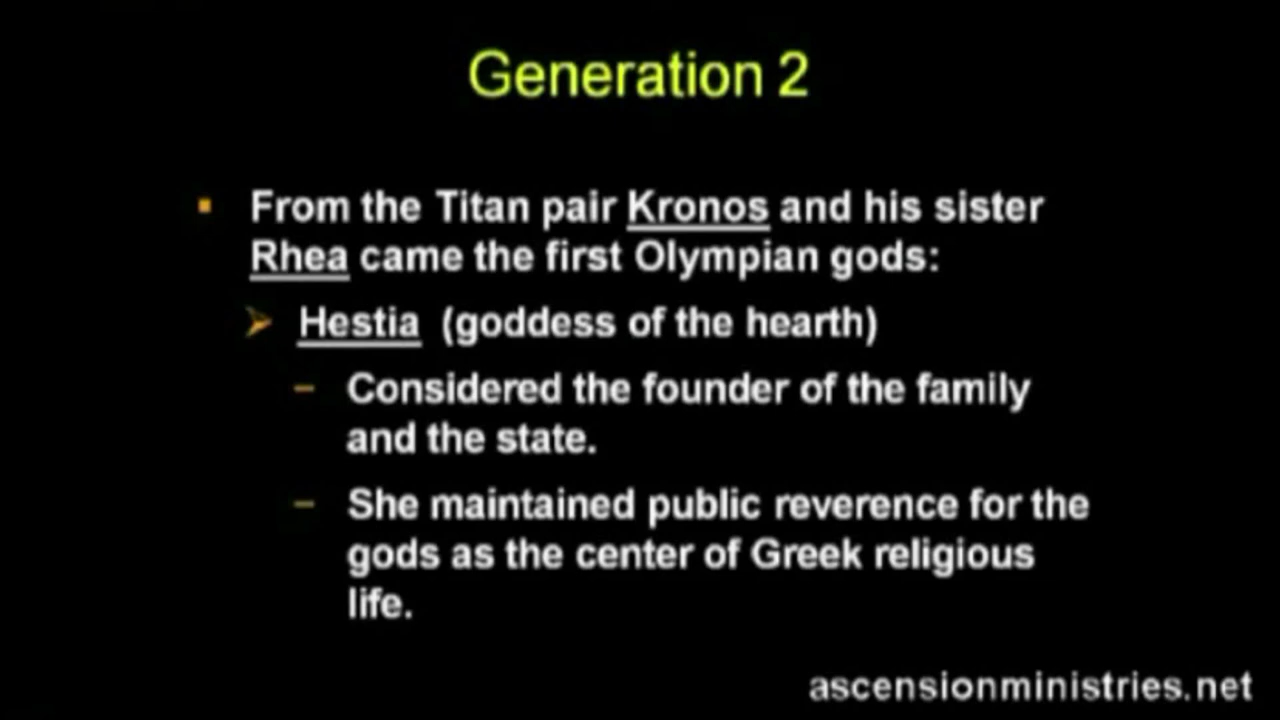 Generation 2
▪ From the Titan pair Kronos and his sister
Rhea came the first Olympian gods:
➢ Hestia (goddess of the hearth)
– Considered the founder of the family
and the state.
– She maintained public reverence for the
gods as the center of Greek religious
life.
ascensionministries.net